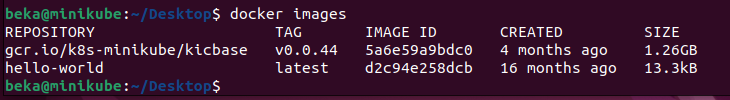 beka@minikube:~/Desktop$ docker images
REPOSITORY TAG IMAGE ID CREATED SIZE
gcr.io/k8s-minikube/kicbase v0.0.44 5a6e59a9bdc0 4 months ago 1.26GB
hello-world latest d2c94e258dcb 16 months ago 13.3kB
beka@minikube:~/Desktop$